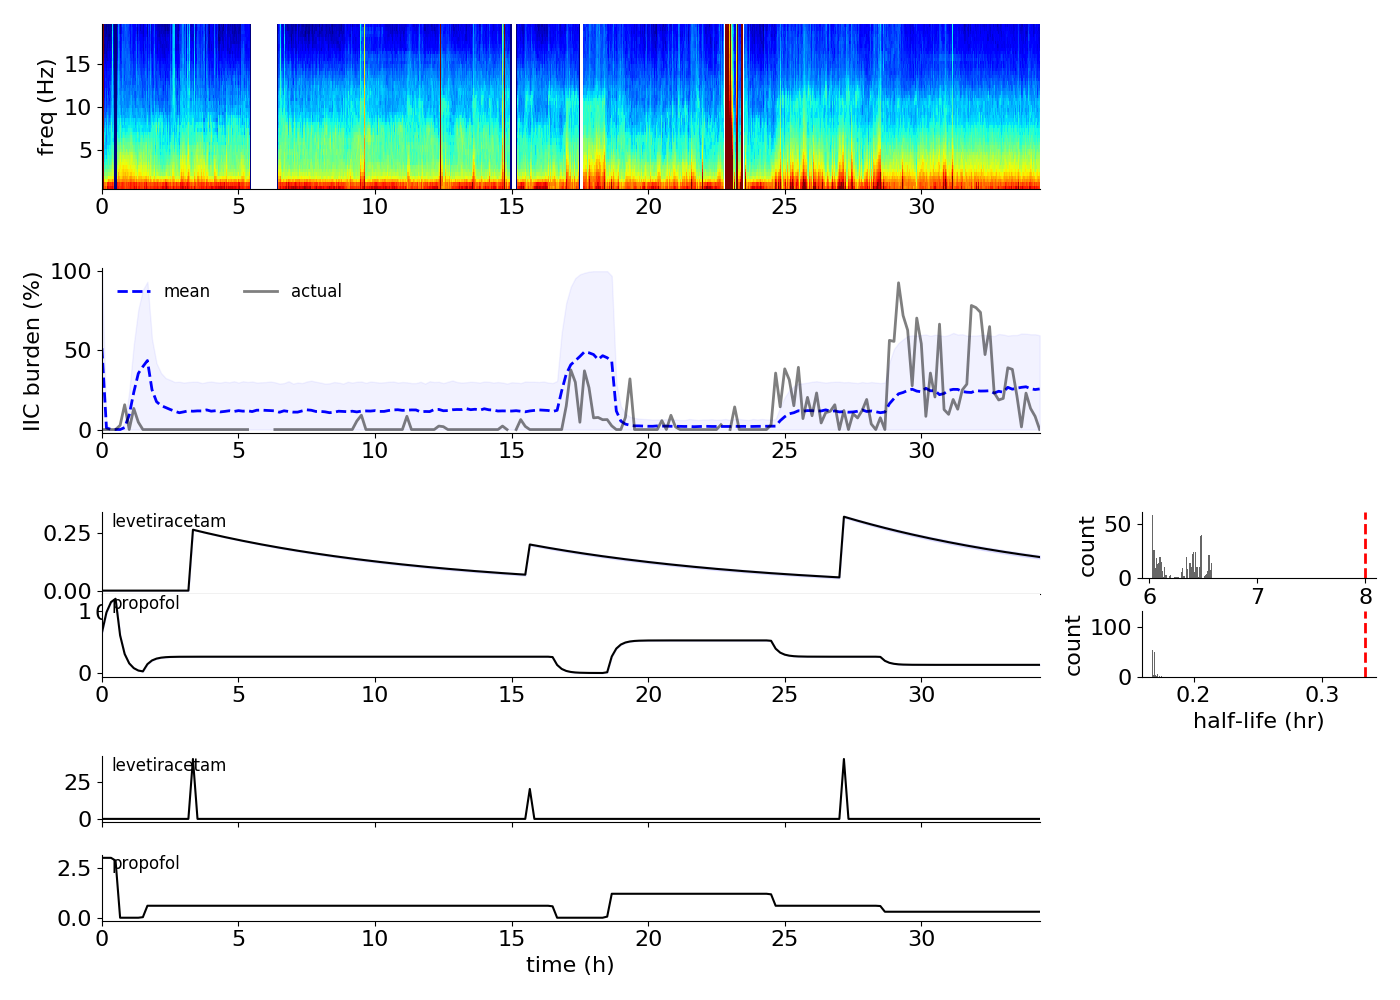 freq (Hz)
15
10
5
0 5 10 15 20 25 30
IIC burden (%)
100
50
0
mean actual
0 5 10 15 20 25 30
levetiracetam
0.25
0.00
propofol
1
0
0 5 10 15 20 25 30
count
50
0
6 7 8
count
100
0
0.2 0.3
half-life (hr)
levetiracetam
25
0
propofol
2.5
0.0
0 5 10 15 20 25 30
time (h)